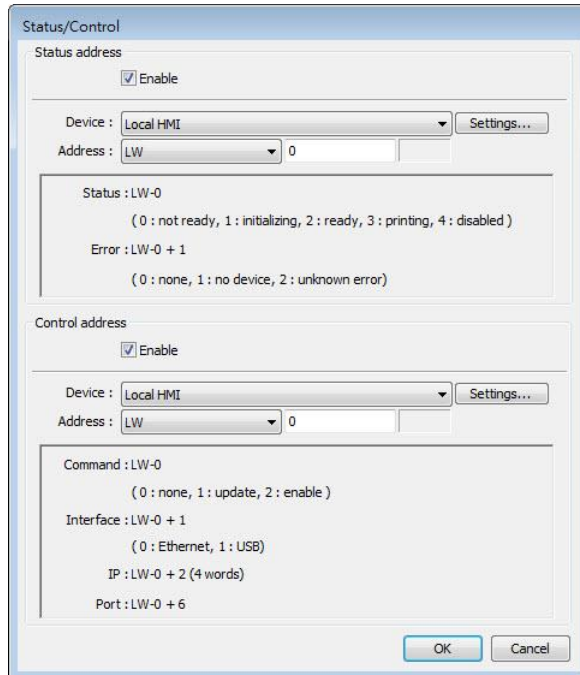 Status/Control
Status address
Enable
Device : Local HMI Settings...
Address : LW 0
Status : LW-0
( 0 : not ready, 1 : initializing, 2 : ready, 3 : printing, 4 : disabled )
Error : LW-0 + 1
(0 : none, 1 : no device, 2 : unknown error)
Control address
Enable
Device : Local HMI Settings...
Address : LW 0
Command : LW-0
( 0 : none, 1 : update, 2 : enable )
Interface : LW-0 + 1
( 0 : Ethernet, 1 : USB)
IP : LW-0 + 2 (4 words)
Port : LW-0 + 6
OK Cancel